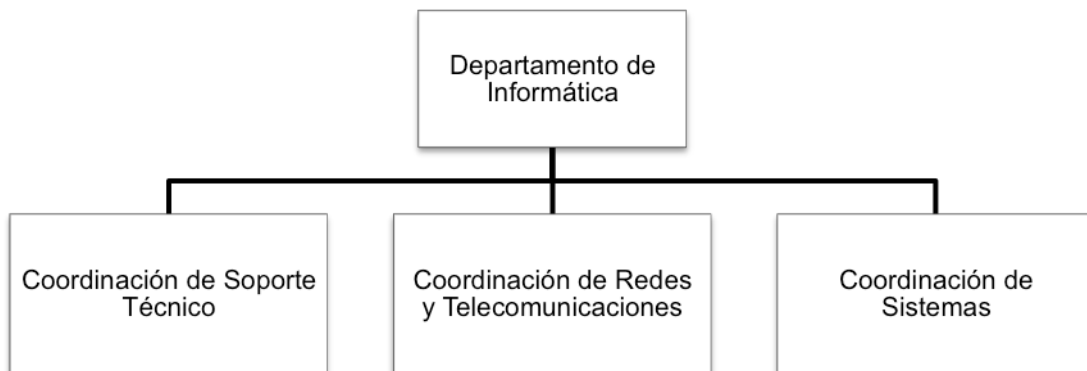 Departamento de
Informática
Coordinación de Soporte
Técnico
Coordinación de Redes
y Telecomunicaciones
Coordinación de
Sistemas